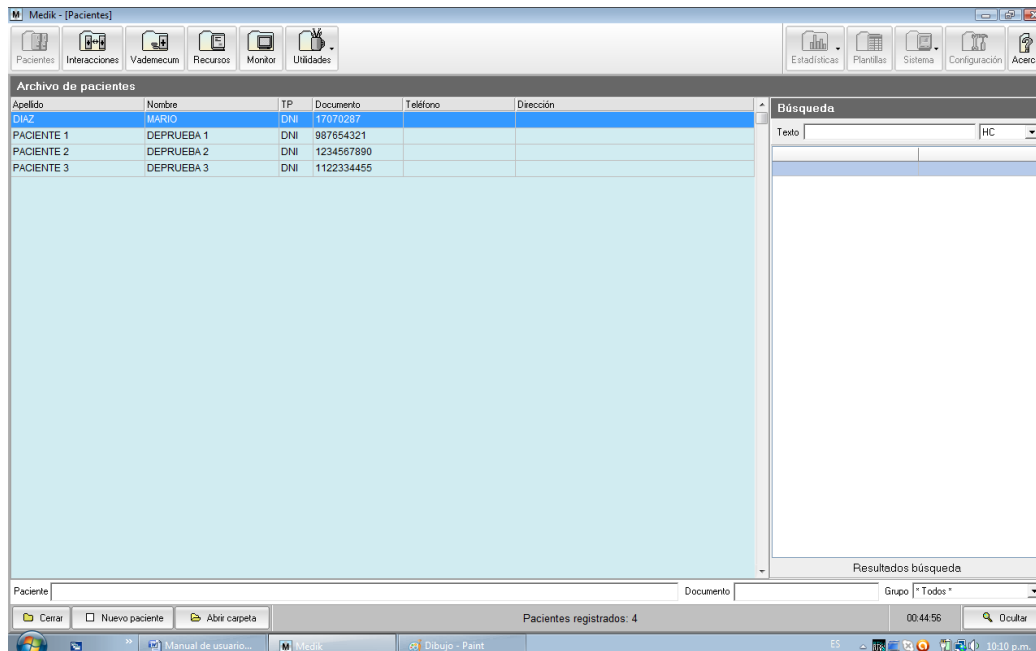 Medik - [Pacientes]
Pacientes Interacciones Vademecum Recursos Monitor Utilidades Estadísticas Plantillas Sistema Configuración Acerc
Archivo de pacientes
Búsqueda
Apellido Nombre TP Documento Teléfono Dirección
DIAZ MARIO DNI 17070287
PACIENTE 1 DEPRUEBA 1 DNI 987654321
PACIENTE 2 DEPRUEBA 2 DNI 1234567890
PACIENTE 3 DEPRUEBA 3 DNI 1122334455
Texto HC
Resultados búsqueda
Paciente Documento Grupo * Todos *
Cerrar Nuevo paciente Abrir carpeta Pacientes registrados: 4 00:44:56 Ocultar
Manual de usuario... Medik Dibujo - Paint ES 10:10 p.m.